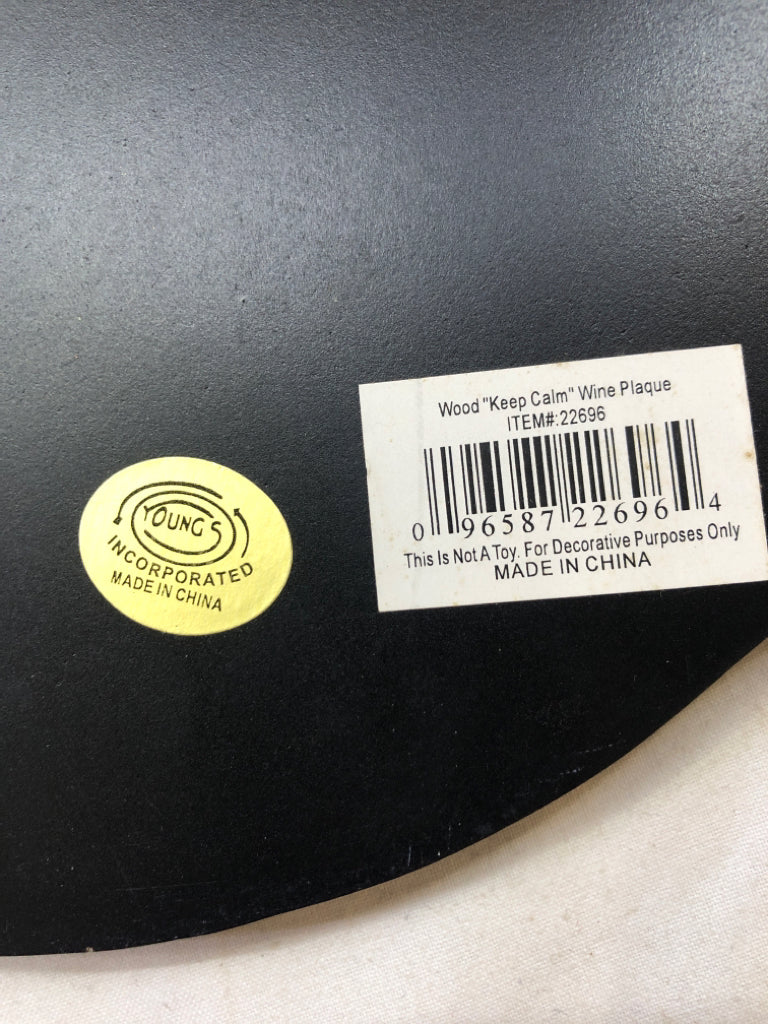 Wood "Keep Calm" Wine Plaque
ITEM#:22696
0 96587 22696 4
This Is Not A Toy. For Decorative Purposes Only
MADE IN CHINA
YOUNG S
INCORPORATED
MADE IN CHINA